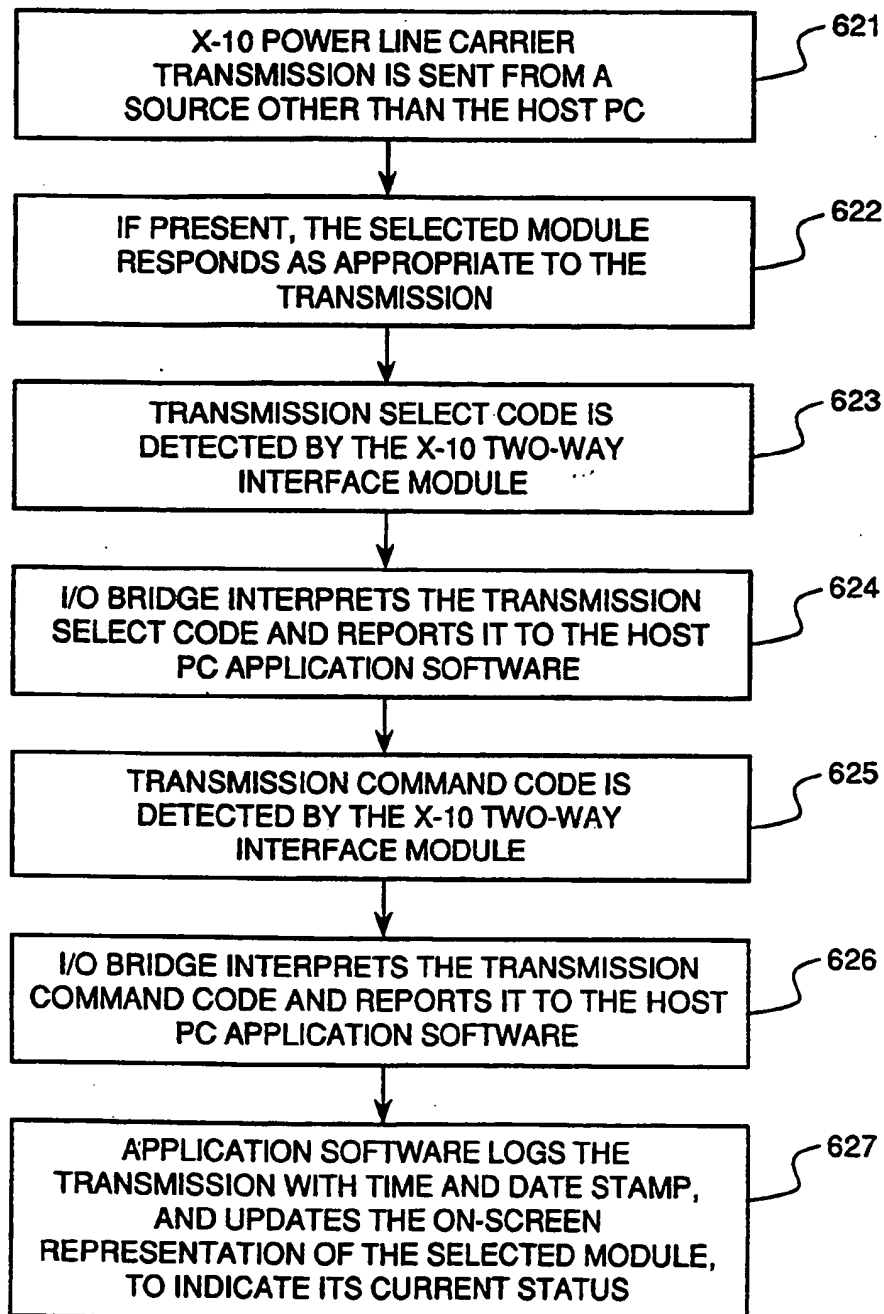 X-10 POWER LINE CARRIER
TRANSMISSION IS SENT FROM A
SOURCE OTHER THAN THE HOST PC
621
IF PRESENT, THE SELECTED MODULE
RESPONDS AS APPROPRIATE TO THE
TRANSMISSION
622
TRANSMISSION SELECT CODE IS
DETECTED BY THE X-10 TWO-WAY
INTERFACE MODULE
623
I/O BRIDGE INTERPRETS THE TRANSMISSION
SELECT CODE AND REPORTS IT TO THE HOST
PC APPLICATION SOFTWARE
624
TRANSMISSION COMMAND CODE IS
DETECTED BY THE X-10 TWO-WAY
INTERFACE MODULE
625
I/O BRIDGE INTERPRETS THE TRANSMISSION
COMMAND CODE AND REPORTS IT TO THE HOST
PC APPLICATION SOFTWARE
626
APPLICATION SOFTWARE LOGS THE
TRANSMISSION WITH TIME AND DATE STAMP,
AND UPDATES THE ON-SCREEN
REPRESENTATION OF THE SELECTED MODULE,
TO INDICATE ITS CURRENT STATUS
627